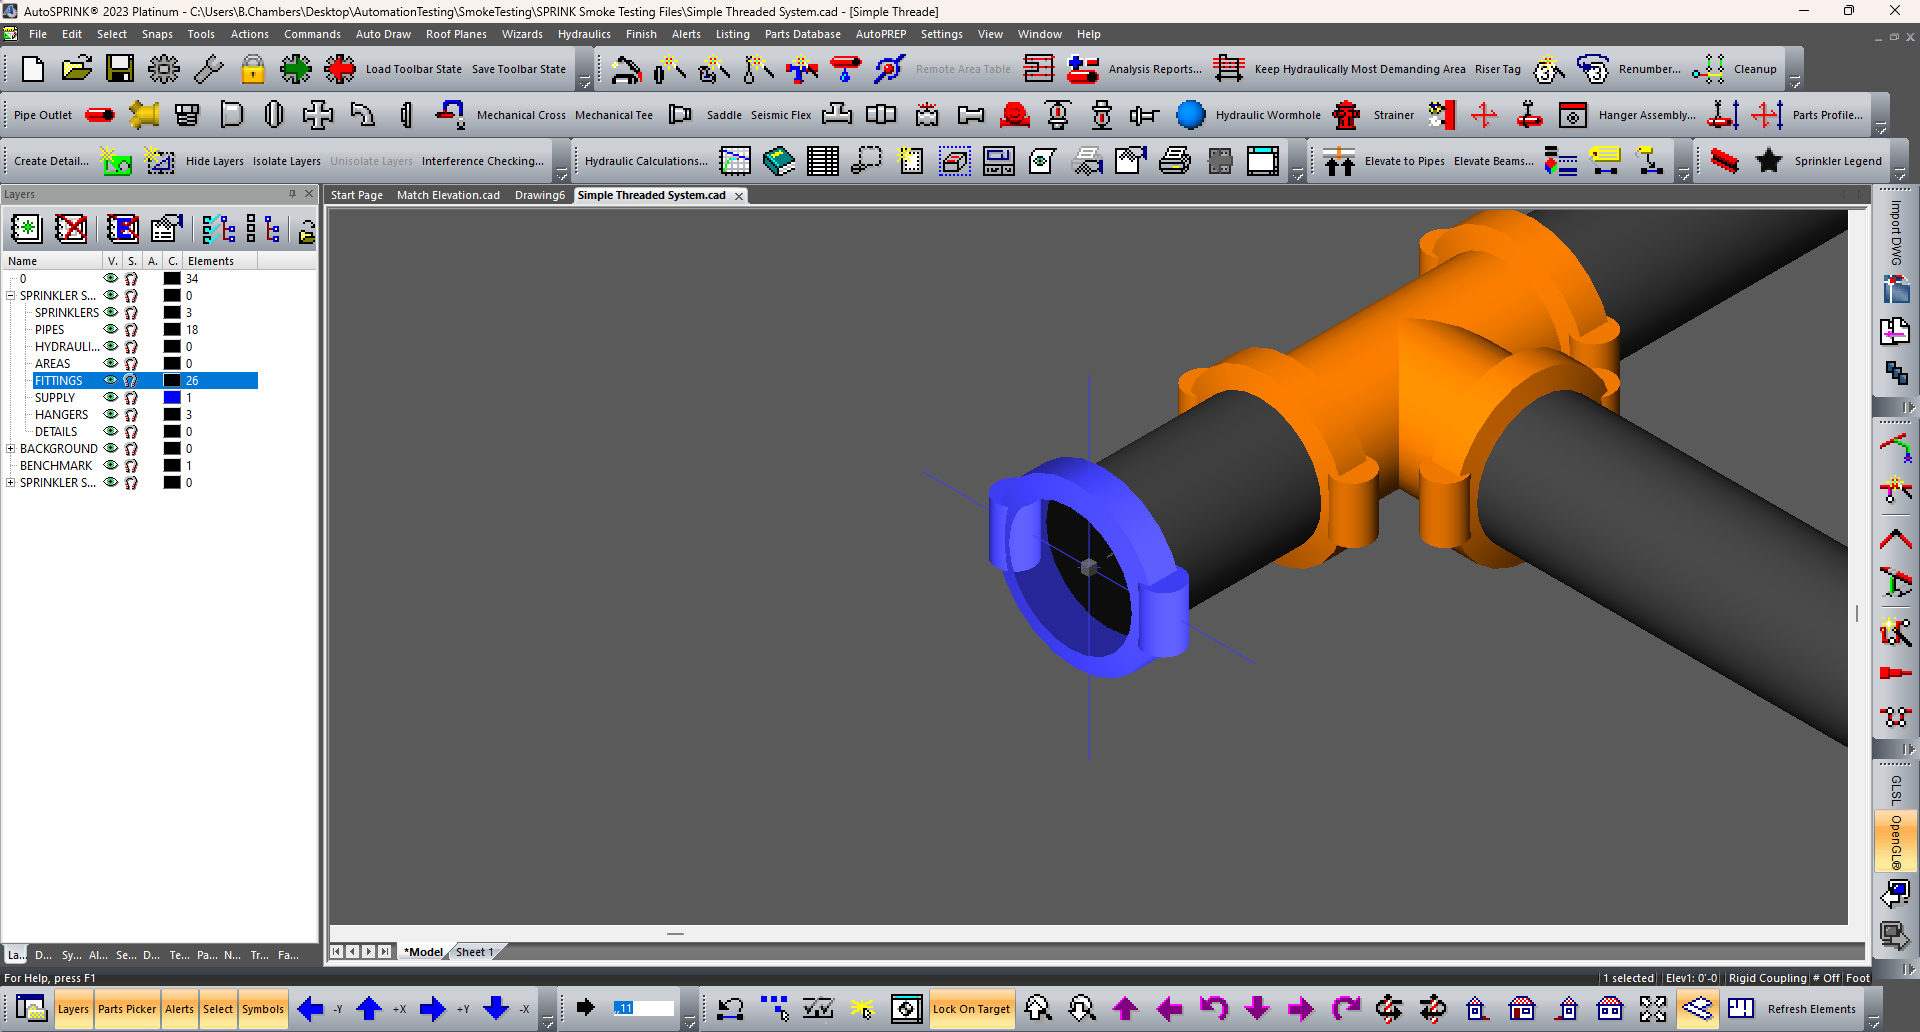 AutoSPRINK® 2023 Platinum - C:\Users\B.Chambers\Desktop\AutomationTesting\SmokeTesting\SPRINK Smoke Testing Files\Simple Threaded System.cad - [Simple Threade]
File Edit Select Snaps Tools Actions Commands Auto Draw Roof Planes Wizards Hydraulics Finish Alerts Listing Parts Database AutoPREP Settings View Window Help
Load Toolbar State Save Toolbar State Remote Area Table Analysis Reports... Keep Hydraulically Most Demanding Area Riser Tag Renumber... Cleanup
Pipe Outlet Mechanical Cross Mechanical Tee Saddle Seismic Flex Hydraulic Wormhole Strainer Hanger Assembly... Parts Profile...
Create Detail... Hide Layers Isolate Layers Unisolate Layers Interference Checking... Hydraulic Calculations... Elevate to Pipes Elevate Beams... Sprinkler Legend
Layers
Start Page Match Elevation.cad Drawing6 Simple Threaded System.cad
Import DWG
Name V. S. A. C. Elements
0 34
SPRINKLER S... 0
SPRINKLERS 3
PIPES 18
HYDRAULI... 0
AREAS 0
FITTINGS 26
SUPPLY 1
HANGERS 3
DETAILS 0
BACKGROUND 0
BENCHMARK 1
SPRINKLER S... 0
GLSL
OpenGL®
La... D... Sy... Al... Se... D... Te... Pa... N... Tr... Fa...
*Model Sheet 1
For Help, press F1
1 selected Elev1: 0'-0 Rigid Coupling # Off Foot
Layers Parts Picker Alerts Select Symbols -Y +X +Y -X ,,11 Lock On Target Refresh Elements